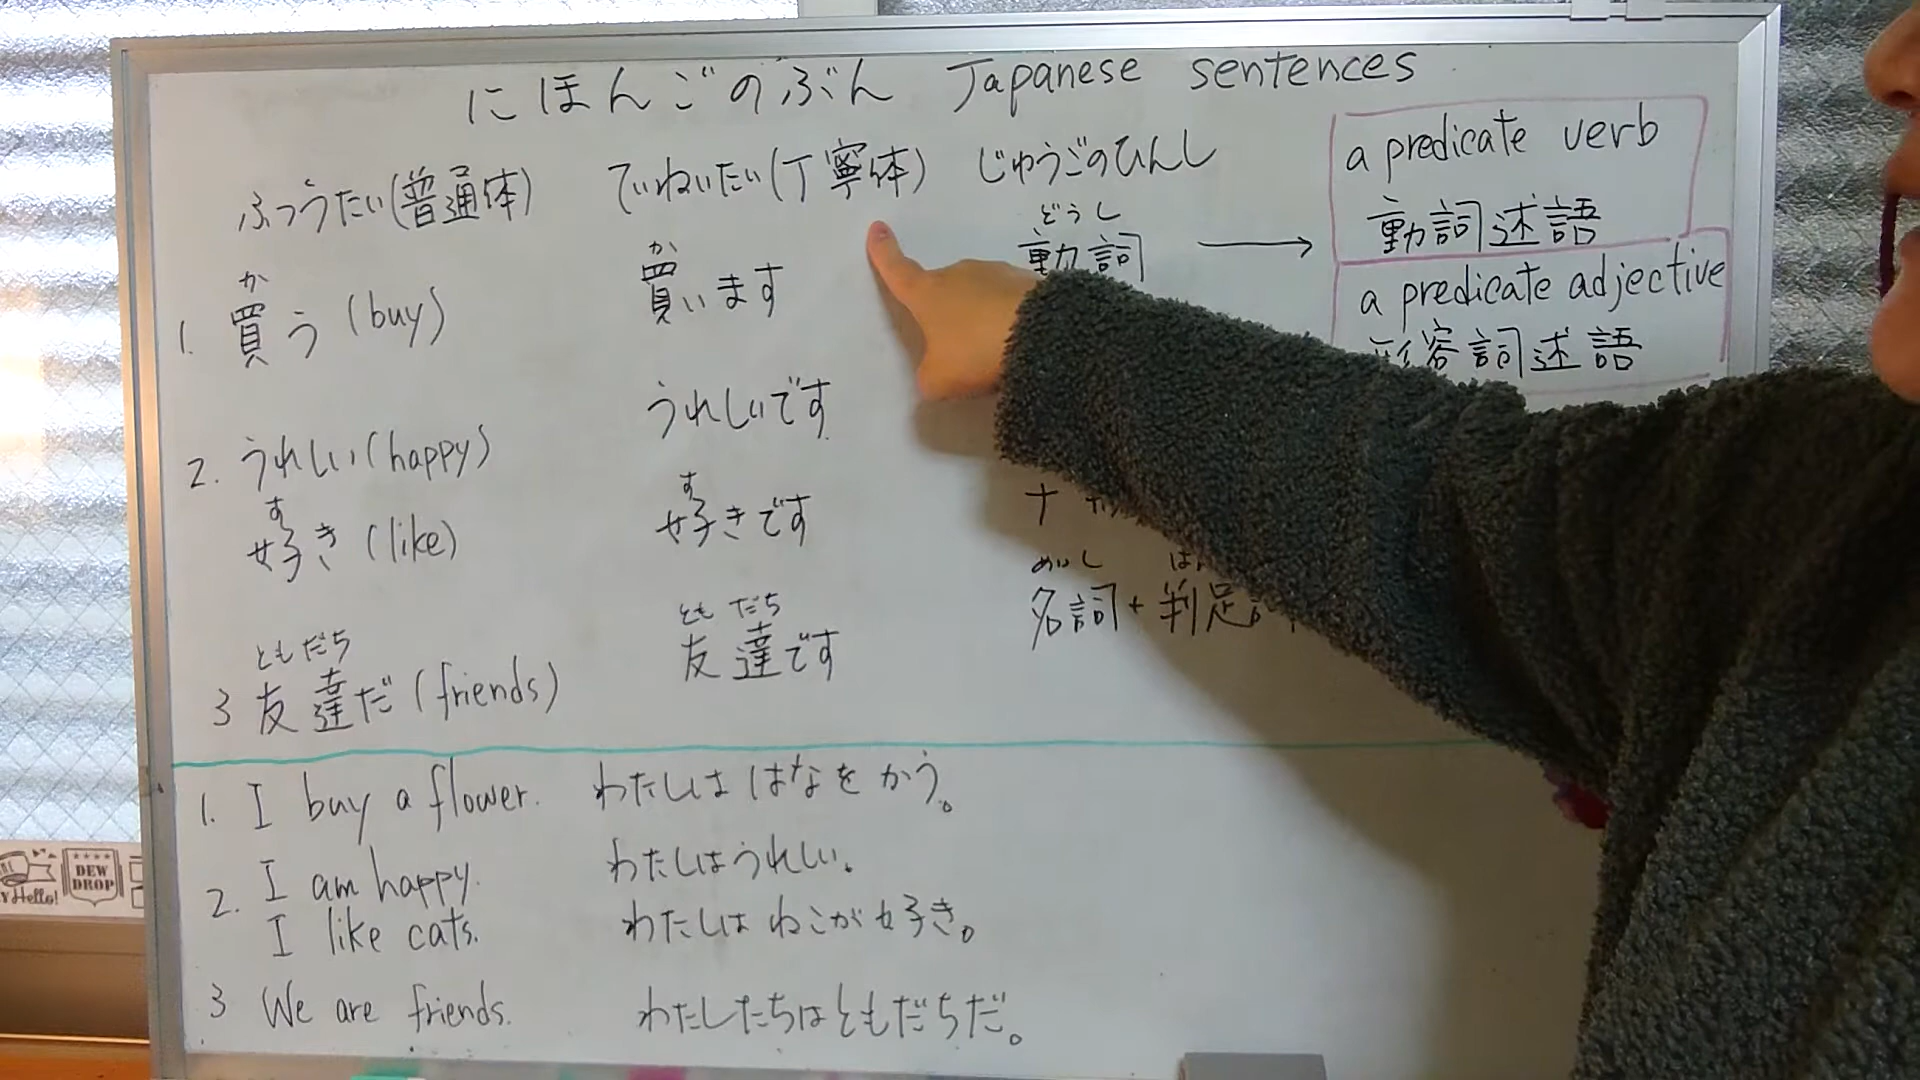 にほんごのぶん Japanese sentences
ふつうたい(普通体) ていねいたい(丁寧体) じゅつごのひんし
a predicate verb
動詞述語
a predicate adjective
形容詞述語
どうし
動詞
か
1. 買う (buy)
か
買います
2. うれしい(happy)
うれしいです
す
好き (like)
す
好きです
ナ
ともだち
3 友達だ (friends)
ともだち
友達です
めいし
名詞+判定
1. I buy a flower. わたしは はなを かう。
2. I am happy. わたしはうれしい。
I like cats. わたしは ねこが好き。
3 We are friends. わたしたちはともだちだ。
Hello!
DEW
DROP